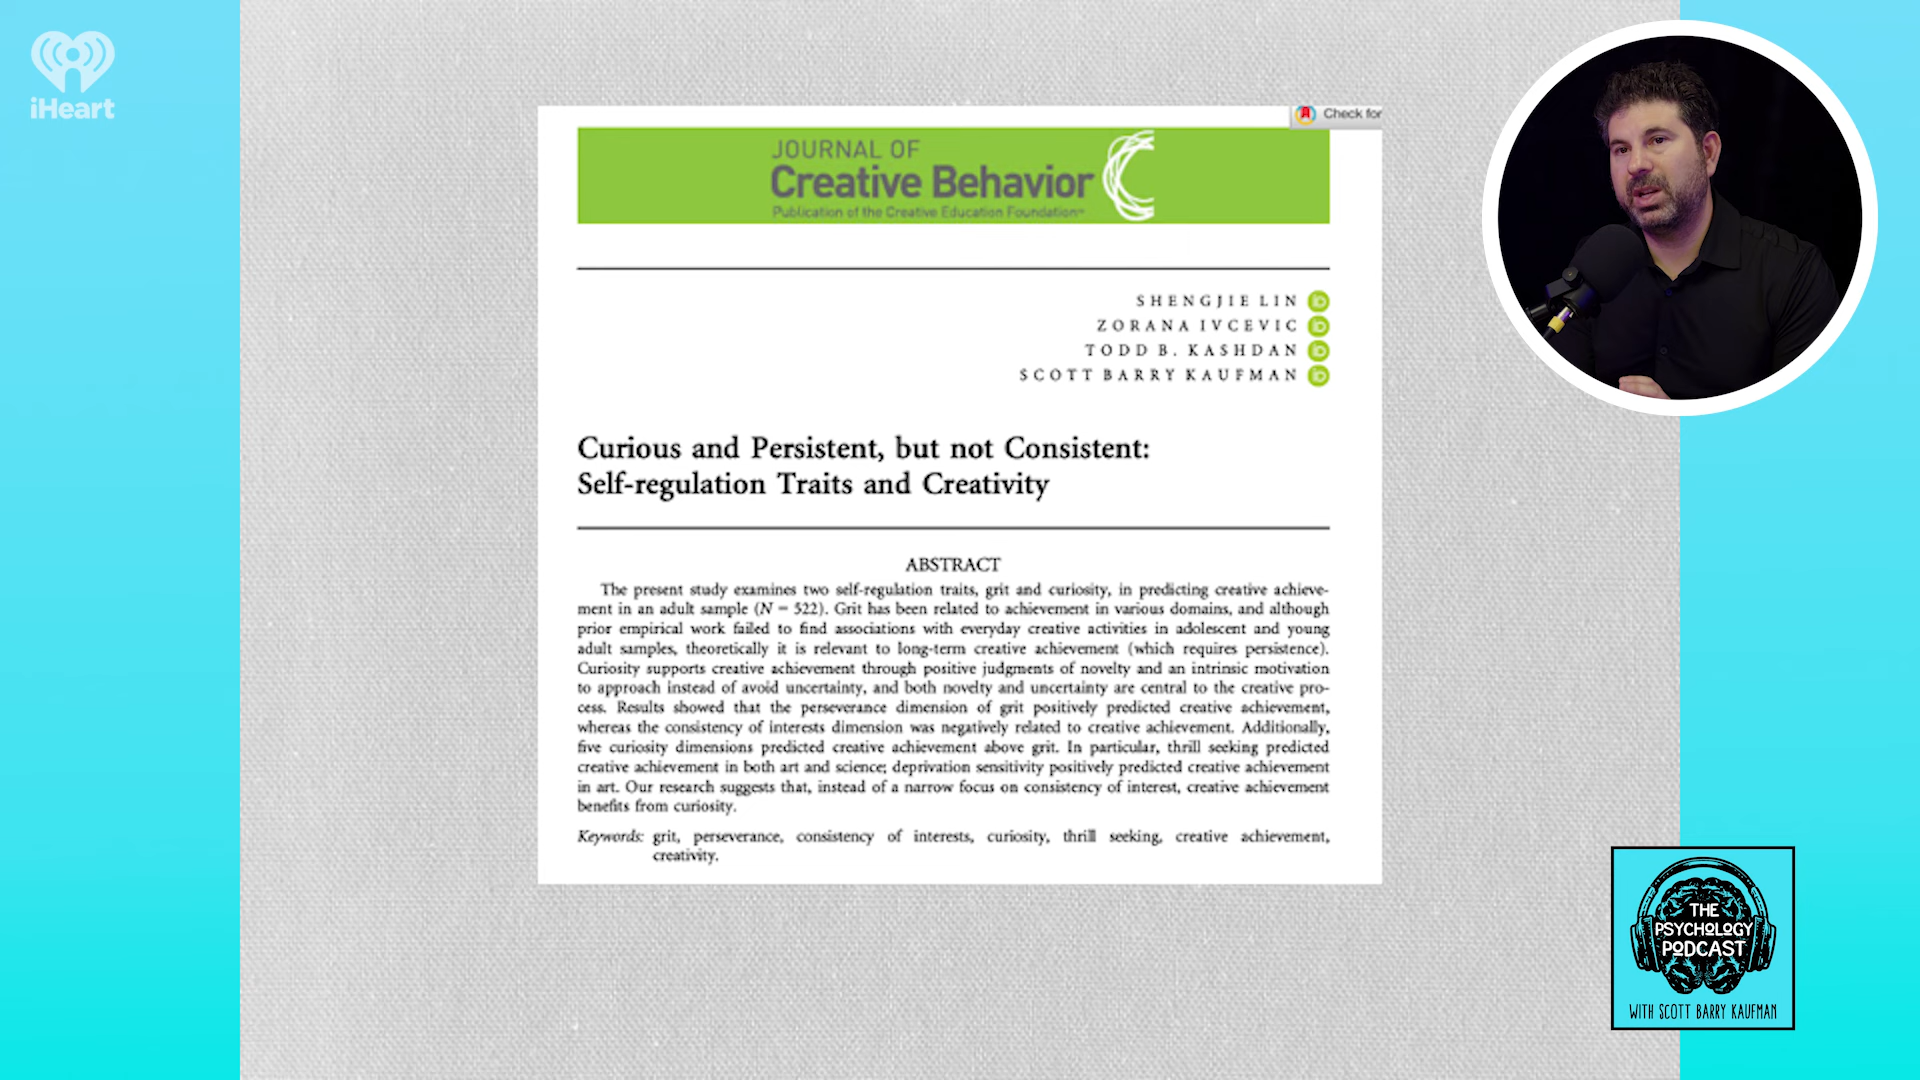 iHeart
Check for
JOURNAL OF
Creative Behavior
Publication of the Creative Education Foundation™
SHENGJIE LIN
ZORANA IVCEVIC
TODD B. KASHDAN
SCOTT BARRY KAUFMAN
Curious and Persistent, but not Consistent:
Self-regulation Traits and Creativity
ABSTRACT
The present study examines two self-regulation traits, grit and curiosity, in predicting creative achieve-
ment in an adult sample (N = 522). Grit has been related to achievement in various domains, and although
prior empirical work failed to find associations with everyday creative activities in adolescent and young
adult samples, theoretically it is relevant to long-term creative achievement (which requires persistence).
Curiosity supports creative achievement through positive judgments of novelty and an intrinsic motivation
to approach instead of avoid uncertainty, and both novelty and uncertainty are central to the creative pro-
cess. Results showed that the perseverance dimension of grit positively predicted creative achievement,
whereas the consistency of interests dimension was negatively related to creative achievement. Additionally,
five curiosity dimensions predicted creative achievement above grit. In particular, thrill seeking predicted
creative achievement in both art and science; deprivation sensitivity positively predicted creative achievement
in art. Our research suggests that, instead of a narrow focus on consistency of interest, creative achievement
benefits from curiosity.
Keywords: grit, perseverance, consistency of interests, curiosity, thrill seeking, creative achievement,
creativity.
THE
PSYCHOLOGY
PODCAST
WITH SCOTT BARRY KAUFMAN